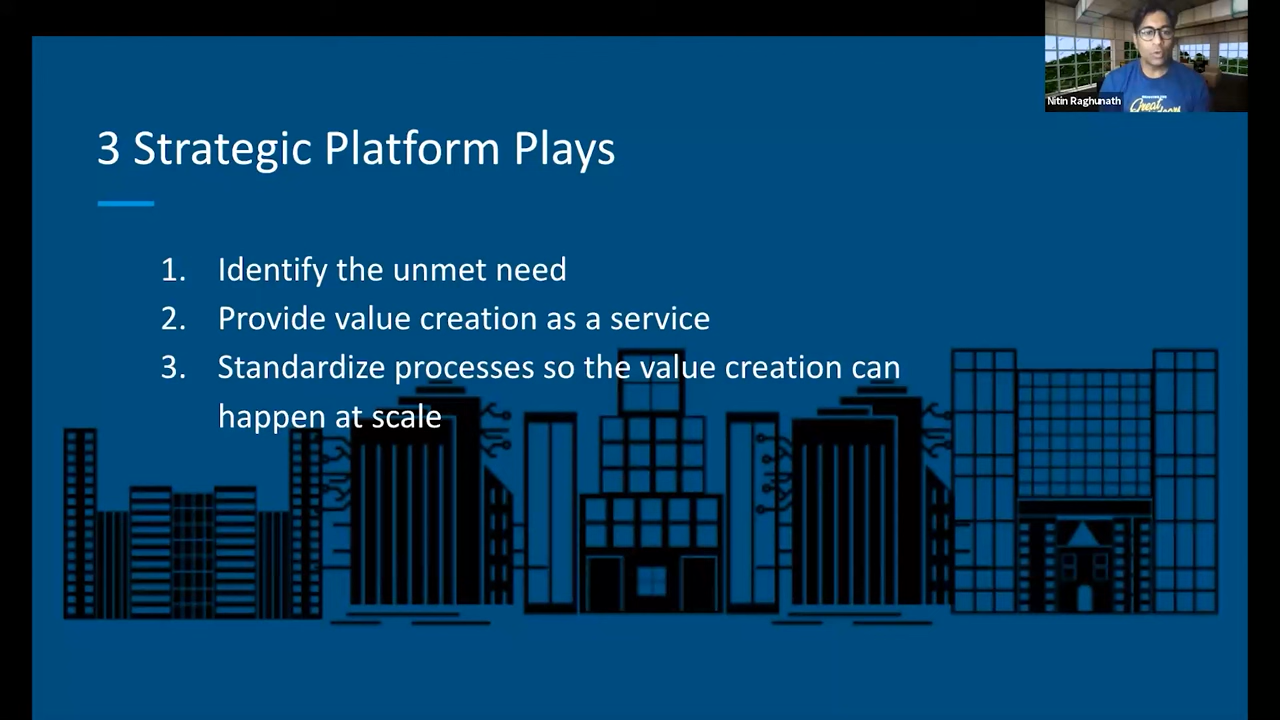 3 Strategic Platform Plays
1. Identify the unmet need
2. Provide value creation as a service
3. Standardize processes so the value creation can
happen at scale
Nitin Raghunath
Great